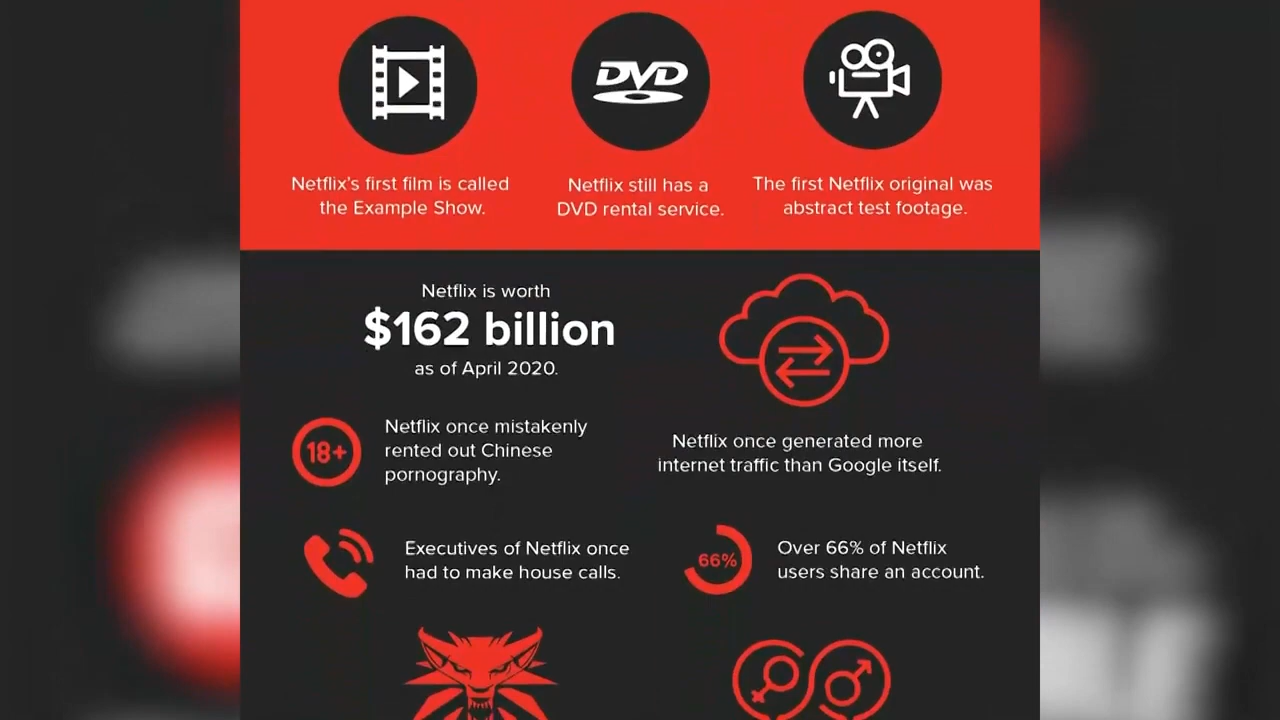 DVD
Netflix's first film is called
the Example Show.
Netflix still has a
DVD rental service.
The first Netflix original was
abstract test footage.
Netflix is worth
$162 billion
as of April 2020.
Netflix once generated more
internet traffic than Google itself.
18+
Netflix once mistakenly
rented out Chinese
pornography.
Executives of Netflix once
had to make house calls.
66%
Over 66% of Netflix
users share an account.